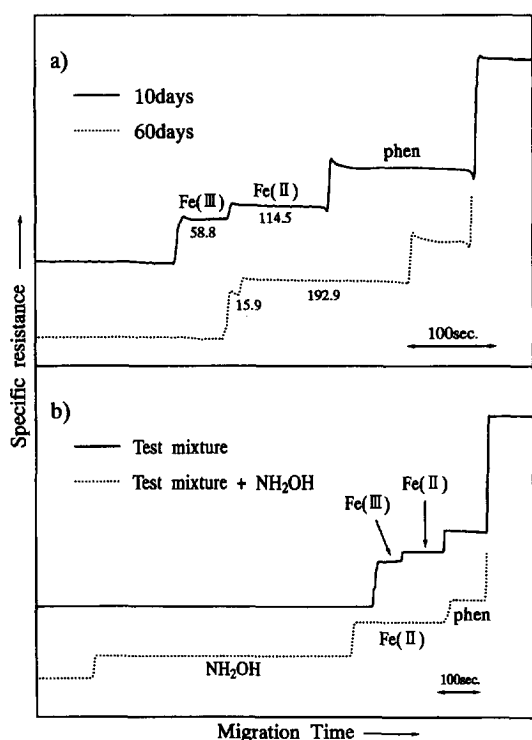 a)
10days
60days
phen
Fe(Ⅲ)
Fe(Ⅱ)
58.8
114.5
15.9
192.9
100sec.
Specific resistance
b)
Test mixture
Test mixture + NH₂OH
Fe(Ⅲ)
Fe(Ⅱ)
Fe(Ⅱ)
phen
NH₂OH
100sec.
Migration Time